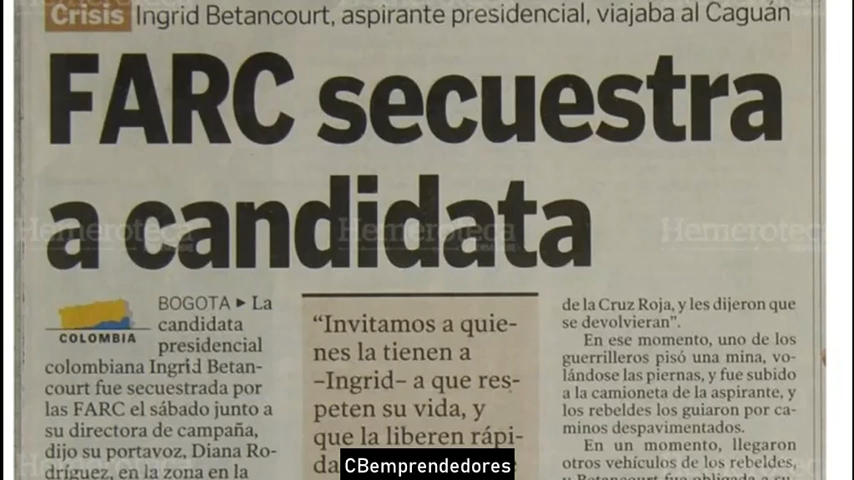 Crisis Ingrid Betancourt, aspirante presidencial, viajaba al Caguán
FARC secuestra
a candidata
Hemeroteca
Hemeroteca
Hemeroteca
COLOMBIA
BOGOTA ► La
candidata
presidencial
colombiana Ingrid Betan-
court fue secuestrada por
las FARC el sábado junto a
su directora de campaña,
dijo su portavoz, Diana Ro-
dríguez, en la zona en la
“Invitamos a quie-
nes la tienen a
–Ingrid– a que res-
peten su vida, y
que la liberen rápi-
da
de la Cruz Roja, y les dijeron que
se devolvieran”.
En ese momento, uno de los
guerrilleros pisó una mina, vo-
lándose las piernas, y fue subido
a la camioneta de la aspirante, y
los rebeldes los guiaron por ca-
minos despavimentados.
En un momento, llegaron
otros vehículos de los rebeldes,
y Betancourt fue obligada a su-
CBemprendedores